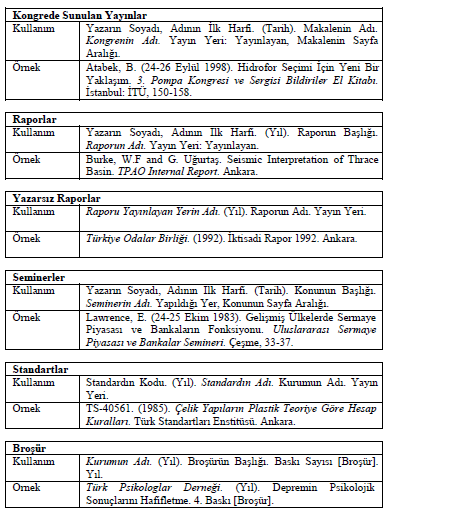 Kongrede Sunulan Yayınlar
Kullanım Yazarın Soyadı, Adının İlk Harfi. (Tarih). Makalenin Adı.
Kongrenin Adı. Yayın Yeri: Yayınlayan, Makalenin Sayfa
Aralığı.
Örnek Atabek, B. (24-26 Eylül 1998). Hidrofor Seçimi İçin Yeni Bir
Yaklaşım. 3. Pompa Kongresi ve Sergisi Bildiriler El Kitabı.
İstanbul: İTÜ, 150-158.
Raporlar
Kullanım Yazarın Soyadı, Adının İlk Harfi. (Yıl). Raporun Başlığı.
Raporun Adı. Yayın Yeri: Yayınlayan.
Örnek Burke, W.F and G. Uğurtaş. Seismic Interpretation of Thrace
Basin. TPAO Internal Report. Ankara.
Yazarsız Raporlar
Kullanım Raporu Yayınlayan Yerin Adı. (Yıl). Raporun Adı. Yayın Yeri.
Örnek Türkiye Odalar Birliği. (1992). İktisadi Rapor 1992. Ankara.
Seminerler
Kullanım Yazarın Soyadı, Adının İlk Harfi. (Tarih). Konunun Başlığı.
Seminerin Adı. Yapıldığı Yer, Konunun Sayfa Aralığı.
Örnek Lawrence, E. (24-25 Ekim 1983). Gelişmiş Ülkelerde Sermaye
Piyasası ve Bankaların Fonksiyonu. Uluslararası Sermaye
Piyasası ve Bankalar Semineri. Çeşme, 33-37.
Standartlar
Kullanım Standardın Kodu. (Yıl). Standardın Adı. Kurumun Adı. Yayın
Yeri.
Örnek TS-40561. (1985). Çelik Yapıların Plastik Teoriye Göre Hesap
Kuralları. Türk Standartları Enstitüsü. Ankara.
Broşür
Kullanım Kurumun Adı. (Yıl). Broşürün Başlığı. Baskı Sayısı [Broşür].
Yıl.
Örnek Türk Psikologlar Derneği. (Yıl). Depremin Psikolojik
Sonuçlarını Hafifletme. 4. Baskı [Broşür].